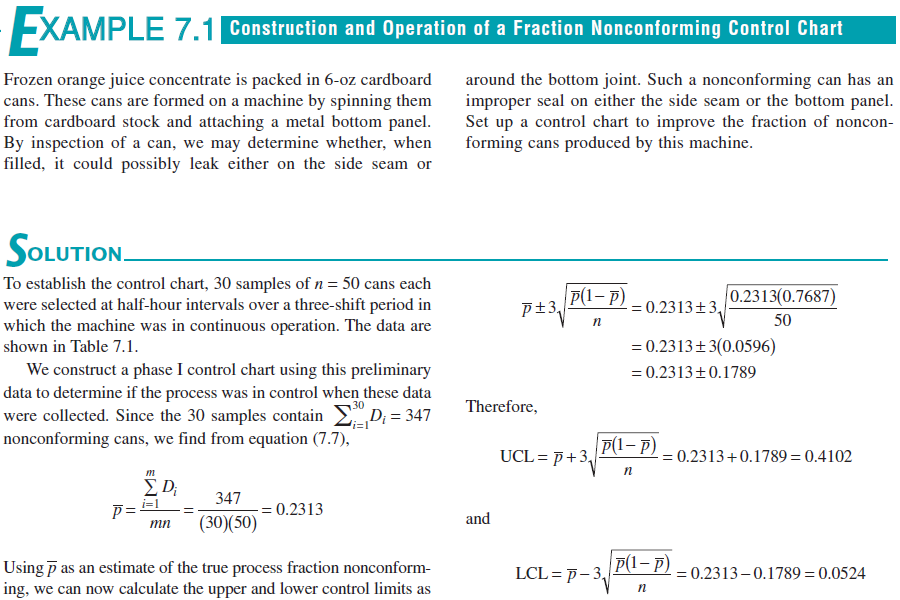 EXAMPLE 7.1 Construction and Operation of a Fraction Nonconforming Control Chart
Frozen orange juice concentrate is packed in 6-oz cardboard
cans. These cans are formed on a machine by spinning them
from cardboard stock and attaching a metal bottom panel.
By inspection of a can, we may determine whether, when
filled, it could possibly leak either on the side seam or
around the bottom joint. Such a nonconforming can has an
improper seal on either the side seam or the bottom panel.
Set up a control chart to improve the fraction of noncon-
forming cans produced by this machine.
SOLUTION
To establish the control chart, 30 samples of n = 50 cans each
were selected at half-hour intervals over a three-shift period in
which the machine was in continuous operation. The data are
shown in Table 7.1.
We construct a phase I control chart using this preliminary
data to determine if the process was in control when these data
were collected. Since the 30 samples contain ∑_{i=1}^{30} D_i = 347
nonconforming cans, we find from equation (7.7),
p̄ = (∑_{i=1}^{m} D_i)/(mn) = 347/((30)(50)) = 0.2313
Using p̄ as an estimate of the true process fraction nonconform-
ing, we can now calculate the upper and lower control limits as
p̄ ± 3√(p̄(1 − p̄)/n) = 0.2313 ± 3√(0.2313(0.7687)/50)
= 0.2313 ± 3(0.0596)
= 0.2313 ± 0.1789
Therefore,
UCL = p̄ + 3√(p̄(1 − p̄)/n) = 0.2313 + 0.1789 = 0.4102
and
LCL = p̄ − 3√(p̄(1 − p̄)/n) = 0.2313 − 0.1789 = 0.0524